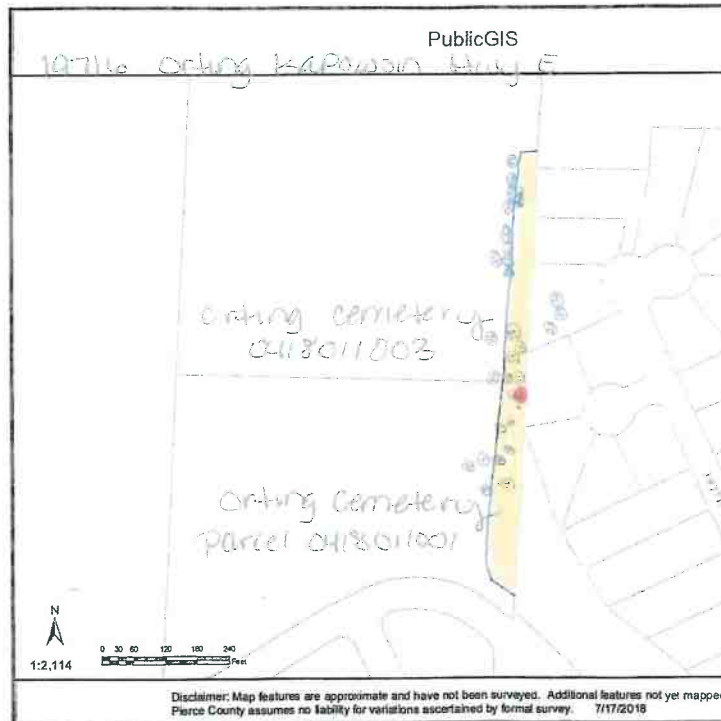 PublicGIS
19716 Orting Kapowsin Hwy E
Orting Cemetery
0418011003
Orting Cemetery
parcel 0418011001
N
1:2,114
0 30 60 120 180 240
Feet
Disclaimer: Map features are approximate and have not been surveyed. Additional features not yet mapped
Pierce County assumes no liability for variations ascertained by formal survey. 7/17/2018